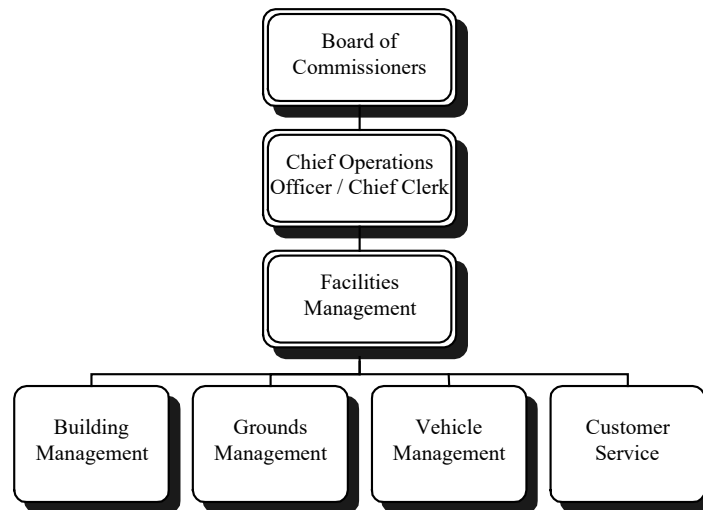 Board of
Commissioners
Chief Operations
Officer / Chief Clerk
Facilities
Management
Building
Management
Grounds
Management
Vehicle
Management
Customer
Service